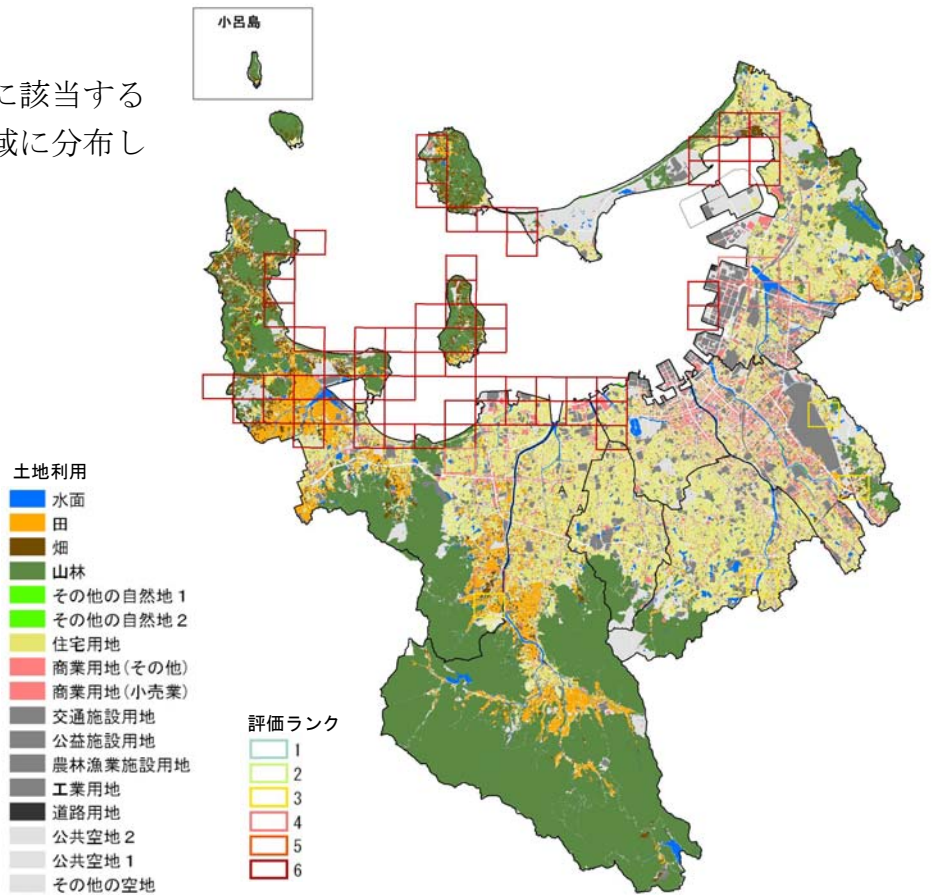 小呂島
に該当する
域に分布し
土地利用
水面
田
畑
山林
その他の自然地1
その他の自然地2
住宅用地
商業用地(その他)
商業用地(小売業)
交通施設用地
公益施設用地
農林漁業施設用地
工業用地
道路用地
公共空地2
公共空地1
その他の空地
評価ランク
1
2
3
4
5
6
A